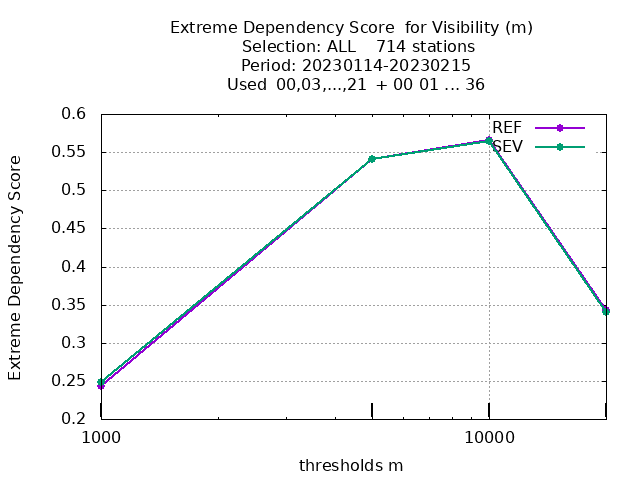 Extreme Dependency Score  for Visibility (m)
Selection: ALL    714 stations
Period: 20230114-20230215
Used  00,03,...,21  + 00 01 ... 36
REF
SEV
Extreme Dependency Score
0.6
0.55
0.5
0.45
0.4
0.35
0.3
0.25
0.2
1000
10000
thresholds m